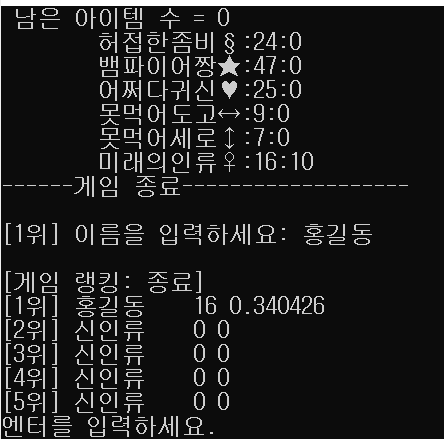 남은 아이템 수 = 0
허접한좀비§:24:0
뱀파이어짱★:47:0
어쩌다귀신♥:25:0
못먹어도고↔:9:0
못먹어세로↕:7:0
미래의인류♀:16:10
------게임 종료-------------------
[1위] 이름을 입력하세요: 홍길동
[게임 랭킹: 종료]
[1위] 홍길동 16 0.340426
[2위] 신인류 0 0
[3위] 신인류 0 0
[4위] 신인류 0 0
[5위] 신인류 0 0
엔터를 입력하세요.